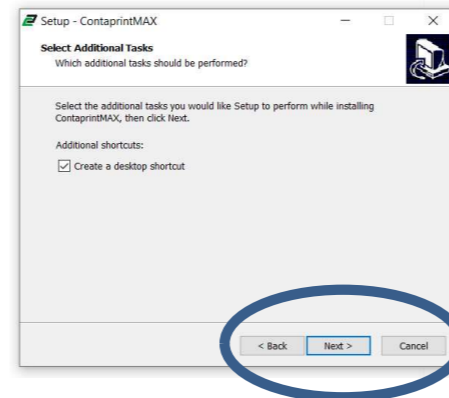 Setup - ContaprintMAX
Select Additional Tasks
Which additional tasks should be performed?
Select the additional tasks you would like Setup to perform while installing
ContaprintMAX, then click Next.
Additional shortcuts:
Create a desktop shortcut
< Back Next > Cancel